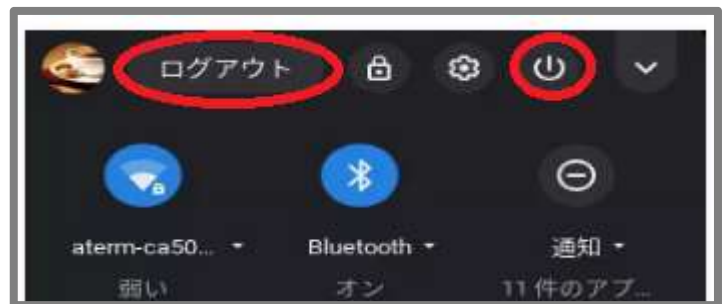 ログアウト
aterm-ca50... Bluetooth 通知
弱い オン 11 件のアプ...